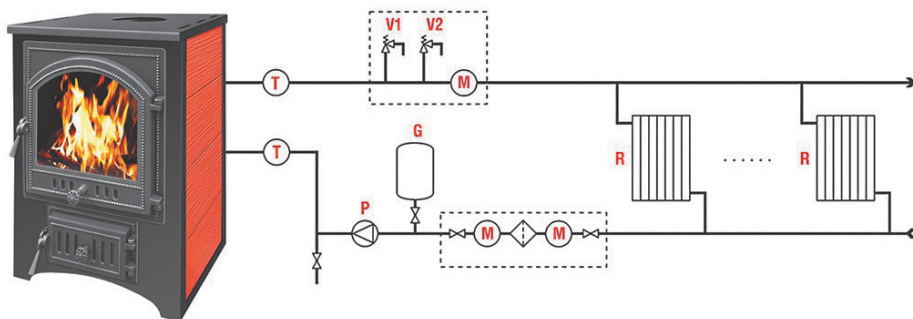 V1 V2
T M
G
R ...... R
T
P
M M